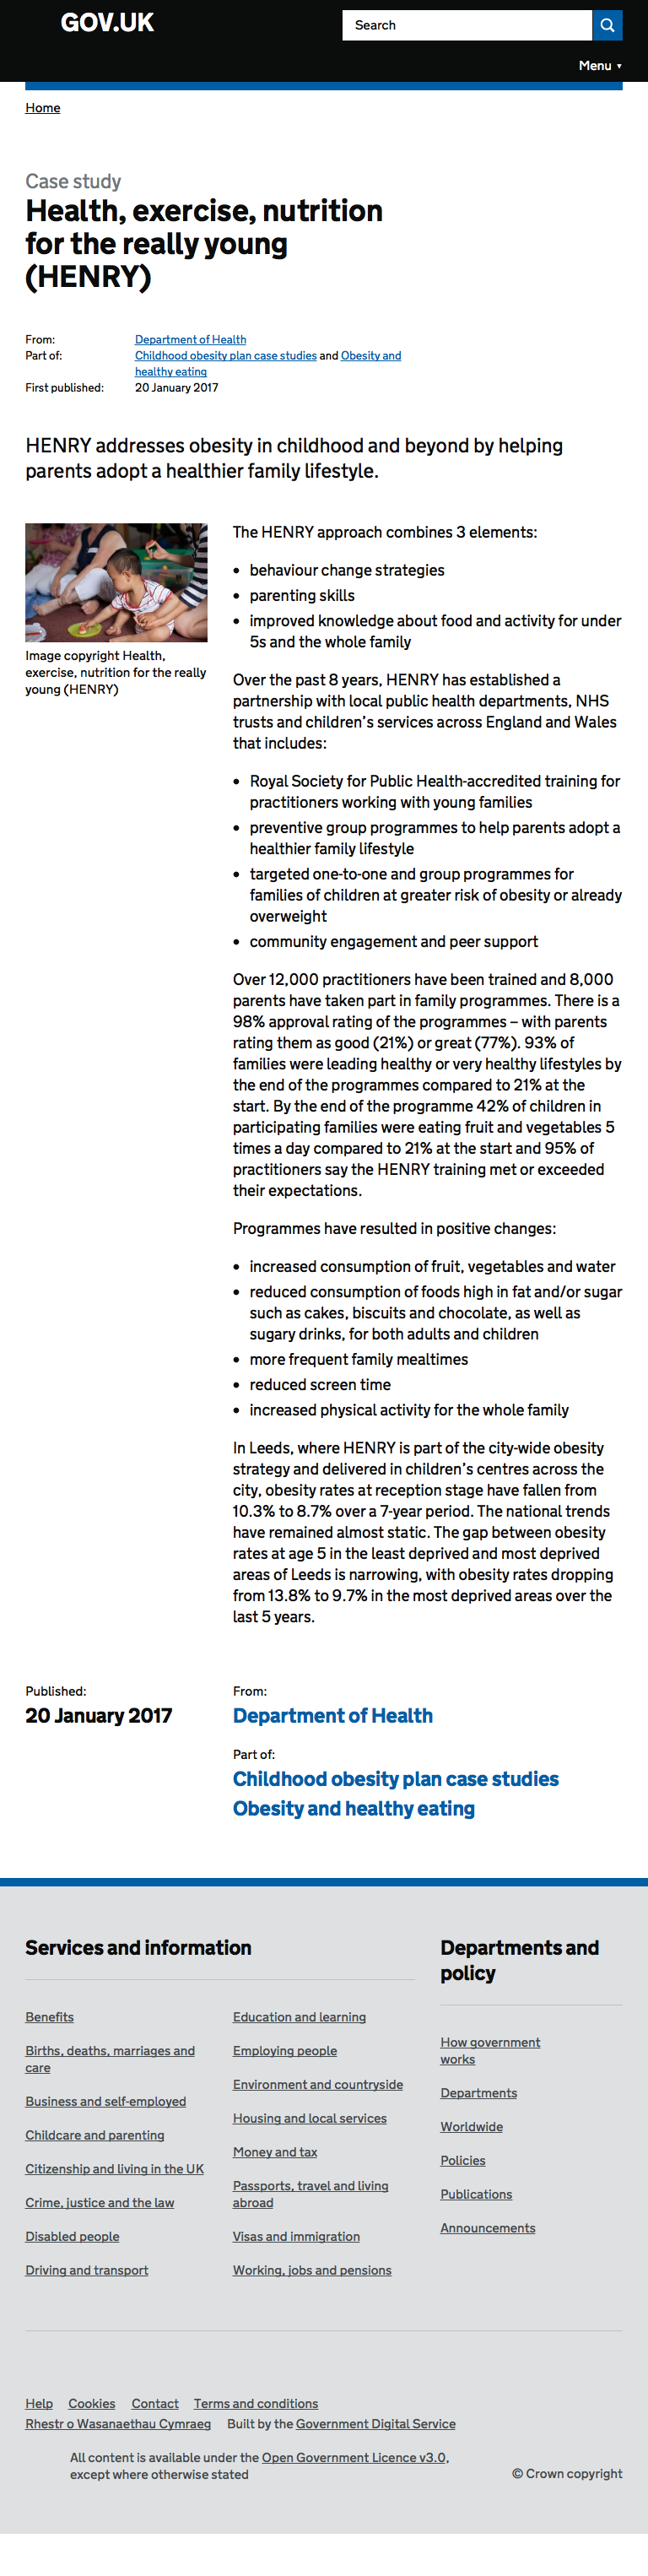 GOV.UK
Search
Menu ▾
Home
Case study
Health, exercise, nutrition
for the really young
(HENRY)
From: Department of Health
Part of: Childhood obesity plan case studies and Obesity and
healthy eating
First published: 20 January 2017
HENRY addresses obesity in childhood and beyond by helping
parents adopt a healthier family lifestyle.
Image copyright Health,
exercise, nutrition for the really
young (HENRY)
The HENRY approach combines 3 elements:
• behaviour change strategies
• parenting skills
• improved knowledge about food and activity for under
5s and the whole family
Over the past 8 years, HENRY has established a
partnership with local public health departments, NHS
trusts and children’s services across England and Wales
that includes:
• Royal Society for Public Health-accredited training for
practitioners working with young families
• preventive group programmes to help parents adopt a
healthier family lifestyle
• targeted one-to-one and group programmes for
families of children at greater risk of obesity or already
overweight
• community engagement and peer support
Over 12,000 practitioners have been trained and 8,000
parents have taken part in family programmes. There is a
98% approval rating of the programmes – with parents
rating them as good (21%) or great (77%). 93% of
families were leading healthy or very healthy lifestyles by
the end of the programmes compared to 21% at the
start. By the end of the programme 42% of children in
participating families were eating fruit and vegetables 5
times a day compared to 21% at the start and 95% of
practitioners say the HENRY training met or exceeded
their expectations.
Programmes have resulted in positive changes:
• increased consumption of fruit, vegetables and water
• reduced consumption of foods high in fat and/or sugar
such as cakes, biscuits and chocolate, as well as
sugary drinks, for both adults and children
• more frequent family mealtimes
• reduced screen time
• increased physical activity for the whole family
In Leeds, where HENRY is part of the city-wide obesity
strategy and delivered in children’s centres across the
city, obesity rates at reception stage have fallen from
10.3% to 8.7% over a 7-year period. The national trends
have remained almost static. The gap between obesity
rates at age 5 in the least deprived and most deprived
areas of Leeds is narrowing, with obesity rates dropping
from 13.8% to 9.7% in the most deprived areas over the
last 5 years.
Published:
20 January 2017
From:
Department of Health
Part of:
Childhood obesity plan case studies
Obesity and healthy eating
Services and information
Benefits
Births, deaths, marriages and
care
Business and self-employed
Childcare and parenting
Citizenship and living in the UK
Crime, justice and the law
Disabled people
Driving and transport
Education and learning
Employing people
Environment and countryside
Housing and local services
Money and tax
Passports, travel and living
abroad
Visas and immigration
Working, jobs and pensions
Departments and
policy
How government
works
Departments
Worldwide
Policies
Publications
Announcements
Help Cookies Contact Terms and conditions
Rhestr o Wasanaethau Cymraeg Built by the Government Digital Service
All content is available under the Open Government Licence v3.0,
except where otherwise stated
© Crown copyright